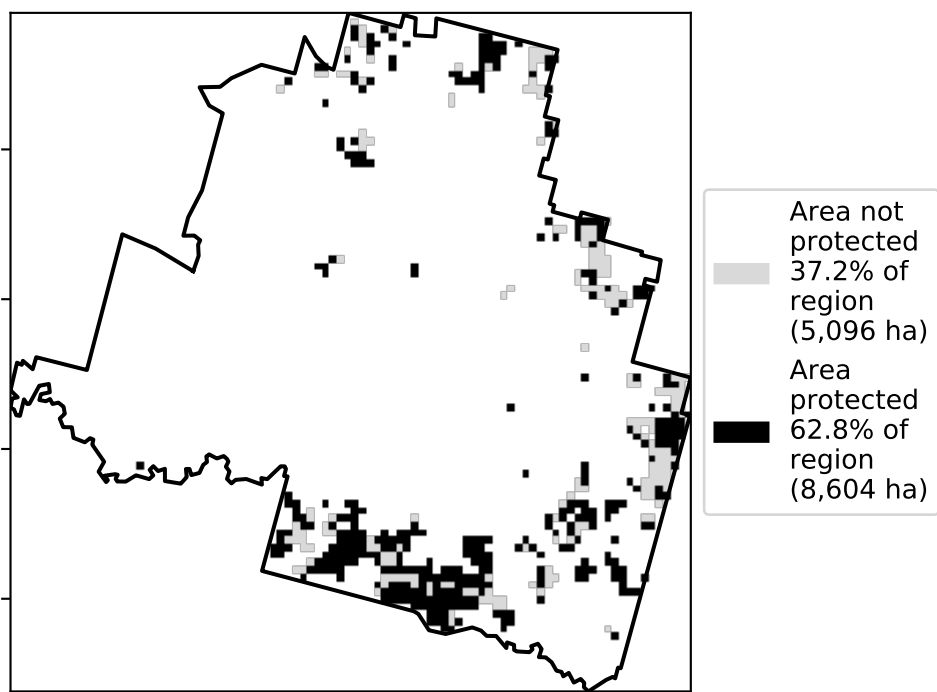 Area not
protected
37.2% of
region
(5,096 ha)
Area
protected
62.8% of
region
(8,604 ha)